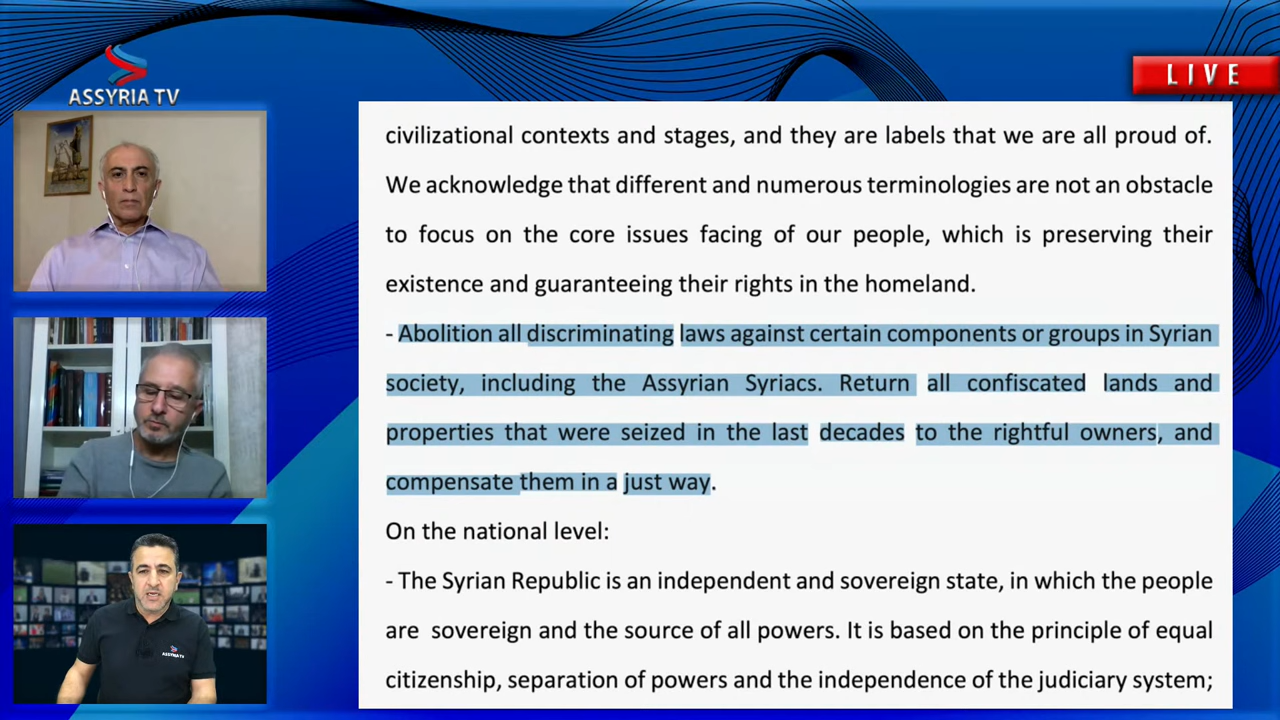 ASSYRIA TV
LIVE
civilizational contexts and stages, and they are labels that we are all proud of.
We acknowledge that different and numerous terminologies are not an obstacle
to focus on the core issues facing of our people, which is preserving their
existence and guaranteeing their rights in the homeland.
- Abolition all discriminating laws against certain components or groups in Syrian
society, including the Assyrian Syriacs. Return all confiscated lands and
properties that were seized in the last decades to the rightful owners, and
compensate them in a just way.
On the national level:
- The Syrian Republic is an independent and sovereign state, in which the people
are sovereign and the source of all powers. It is based on the principle of equal
citizenship, separation of powers and the independence of the judiciary system;
ASSYRIA TV